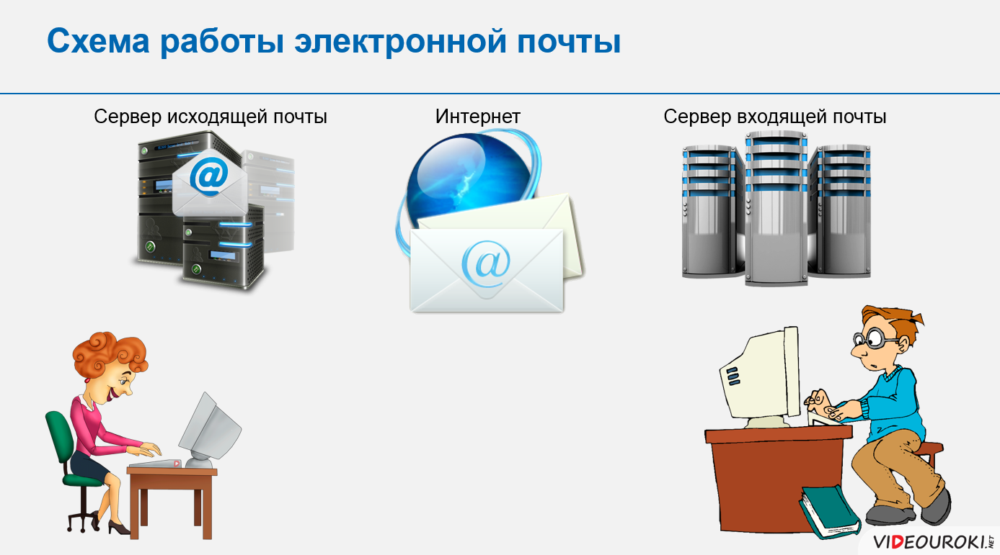 Схема работы электронной почты
Сервер исходящей почты
Интернет
Сервер входящей почты
@
@
VIDEOUROKI.NET